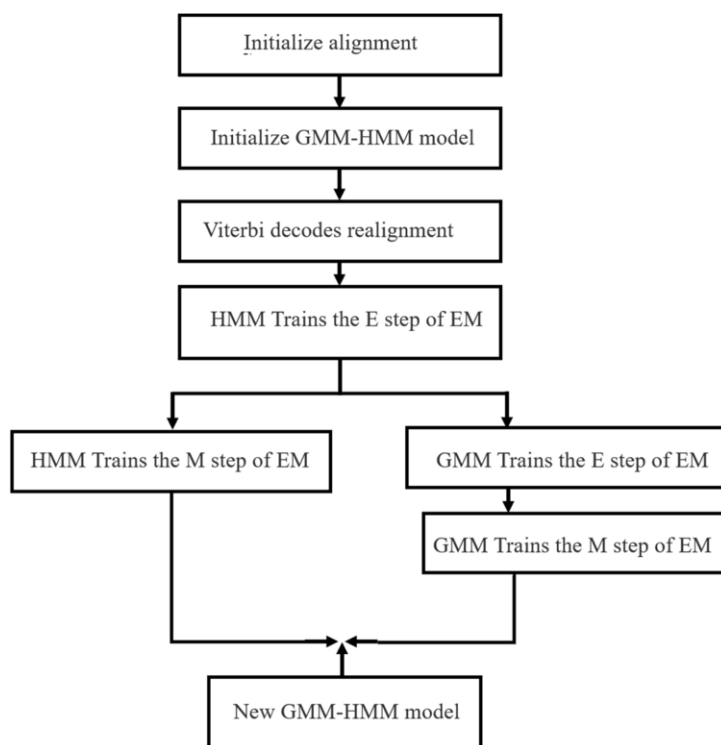 Initialize alignment
Initialize GMM-HMM model
Viterbi decodes realignment
HMM Trains the E step of EM
HMM Trains the M step of EM
GMM Trains the E step of EM
GMM Trains the M step of EM
New GMM-HMM model